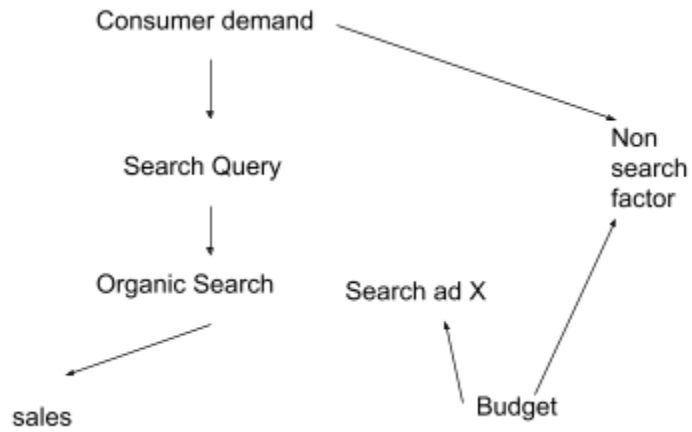 Consumer demand
Non
search
factor
Search Query
Organic Search
Search ad X
Budget
sales